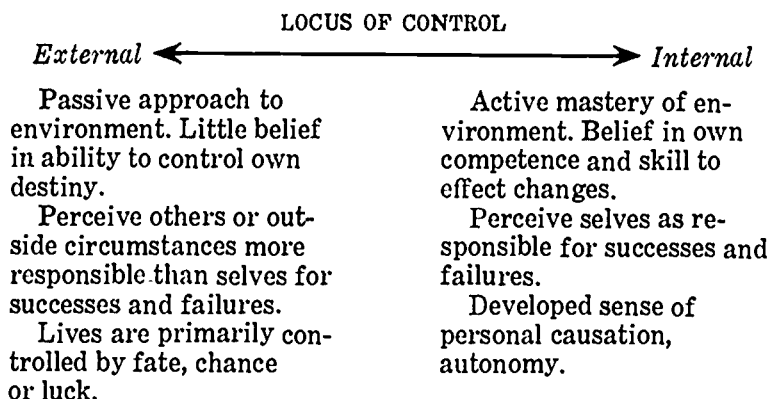 LOCUS OF CONTROL
External Internal
Passive approach to
environment. Little belief
in ability to control own
destiny.
Perceive others or out-
side circumstances more
responsible than selves for
successes and failures.
Lives are primarily con-
trolled by fate, chance
or luck.
Active mastery of en-
vironment. Belief in own
competence and skill to
effect changes.
Perceive selves as re-
sponsible for successes and
failures.
Developed sense of
personal causation,
autonomy.